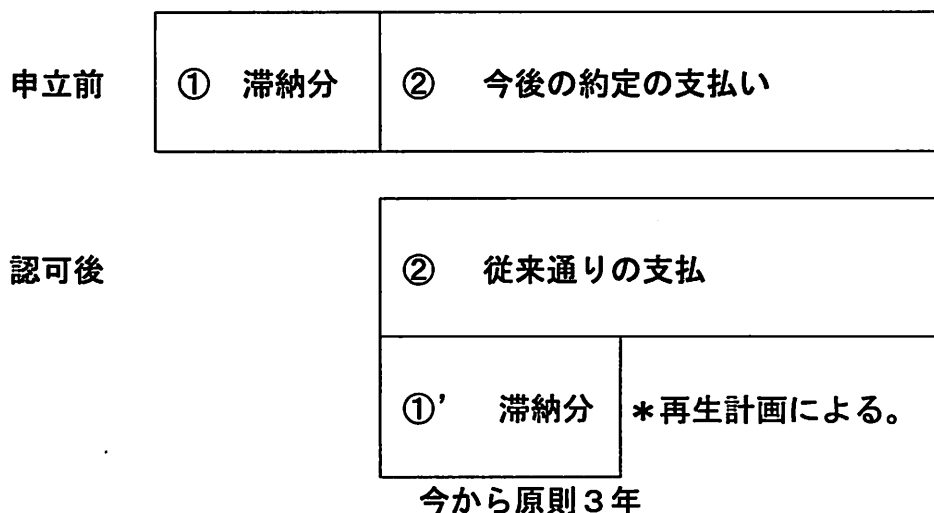 申立前 ① 滞納分 ② 今後の約定の支払い
認可後 ② 従来通りの支払
①' 滞納分 *再生計画による。
今から原則3年